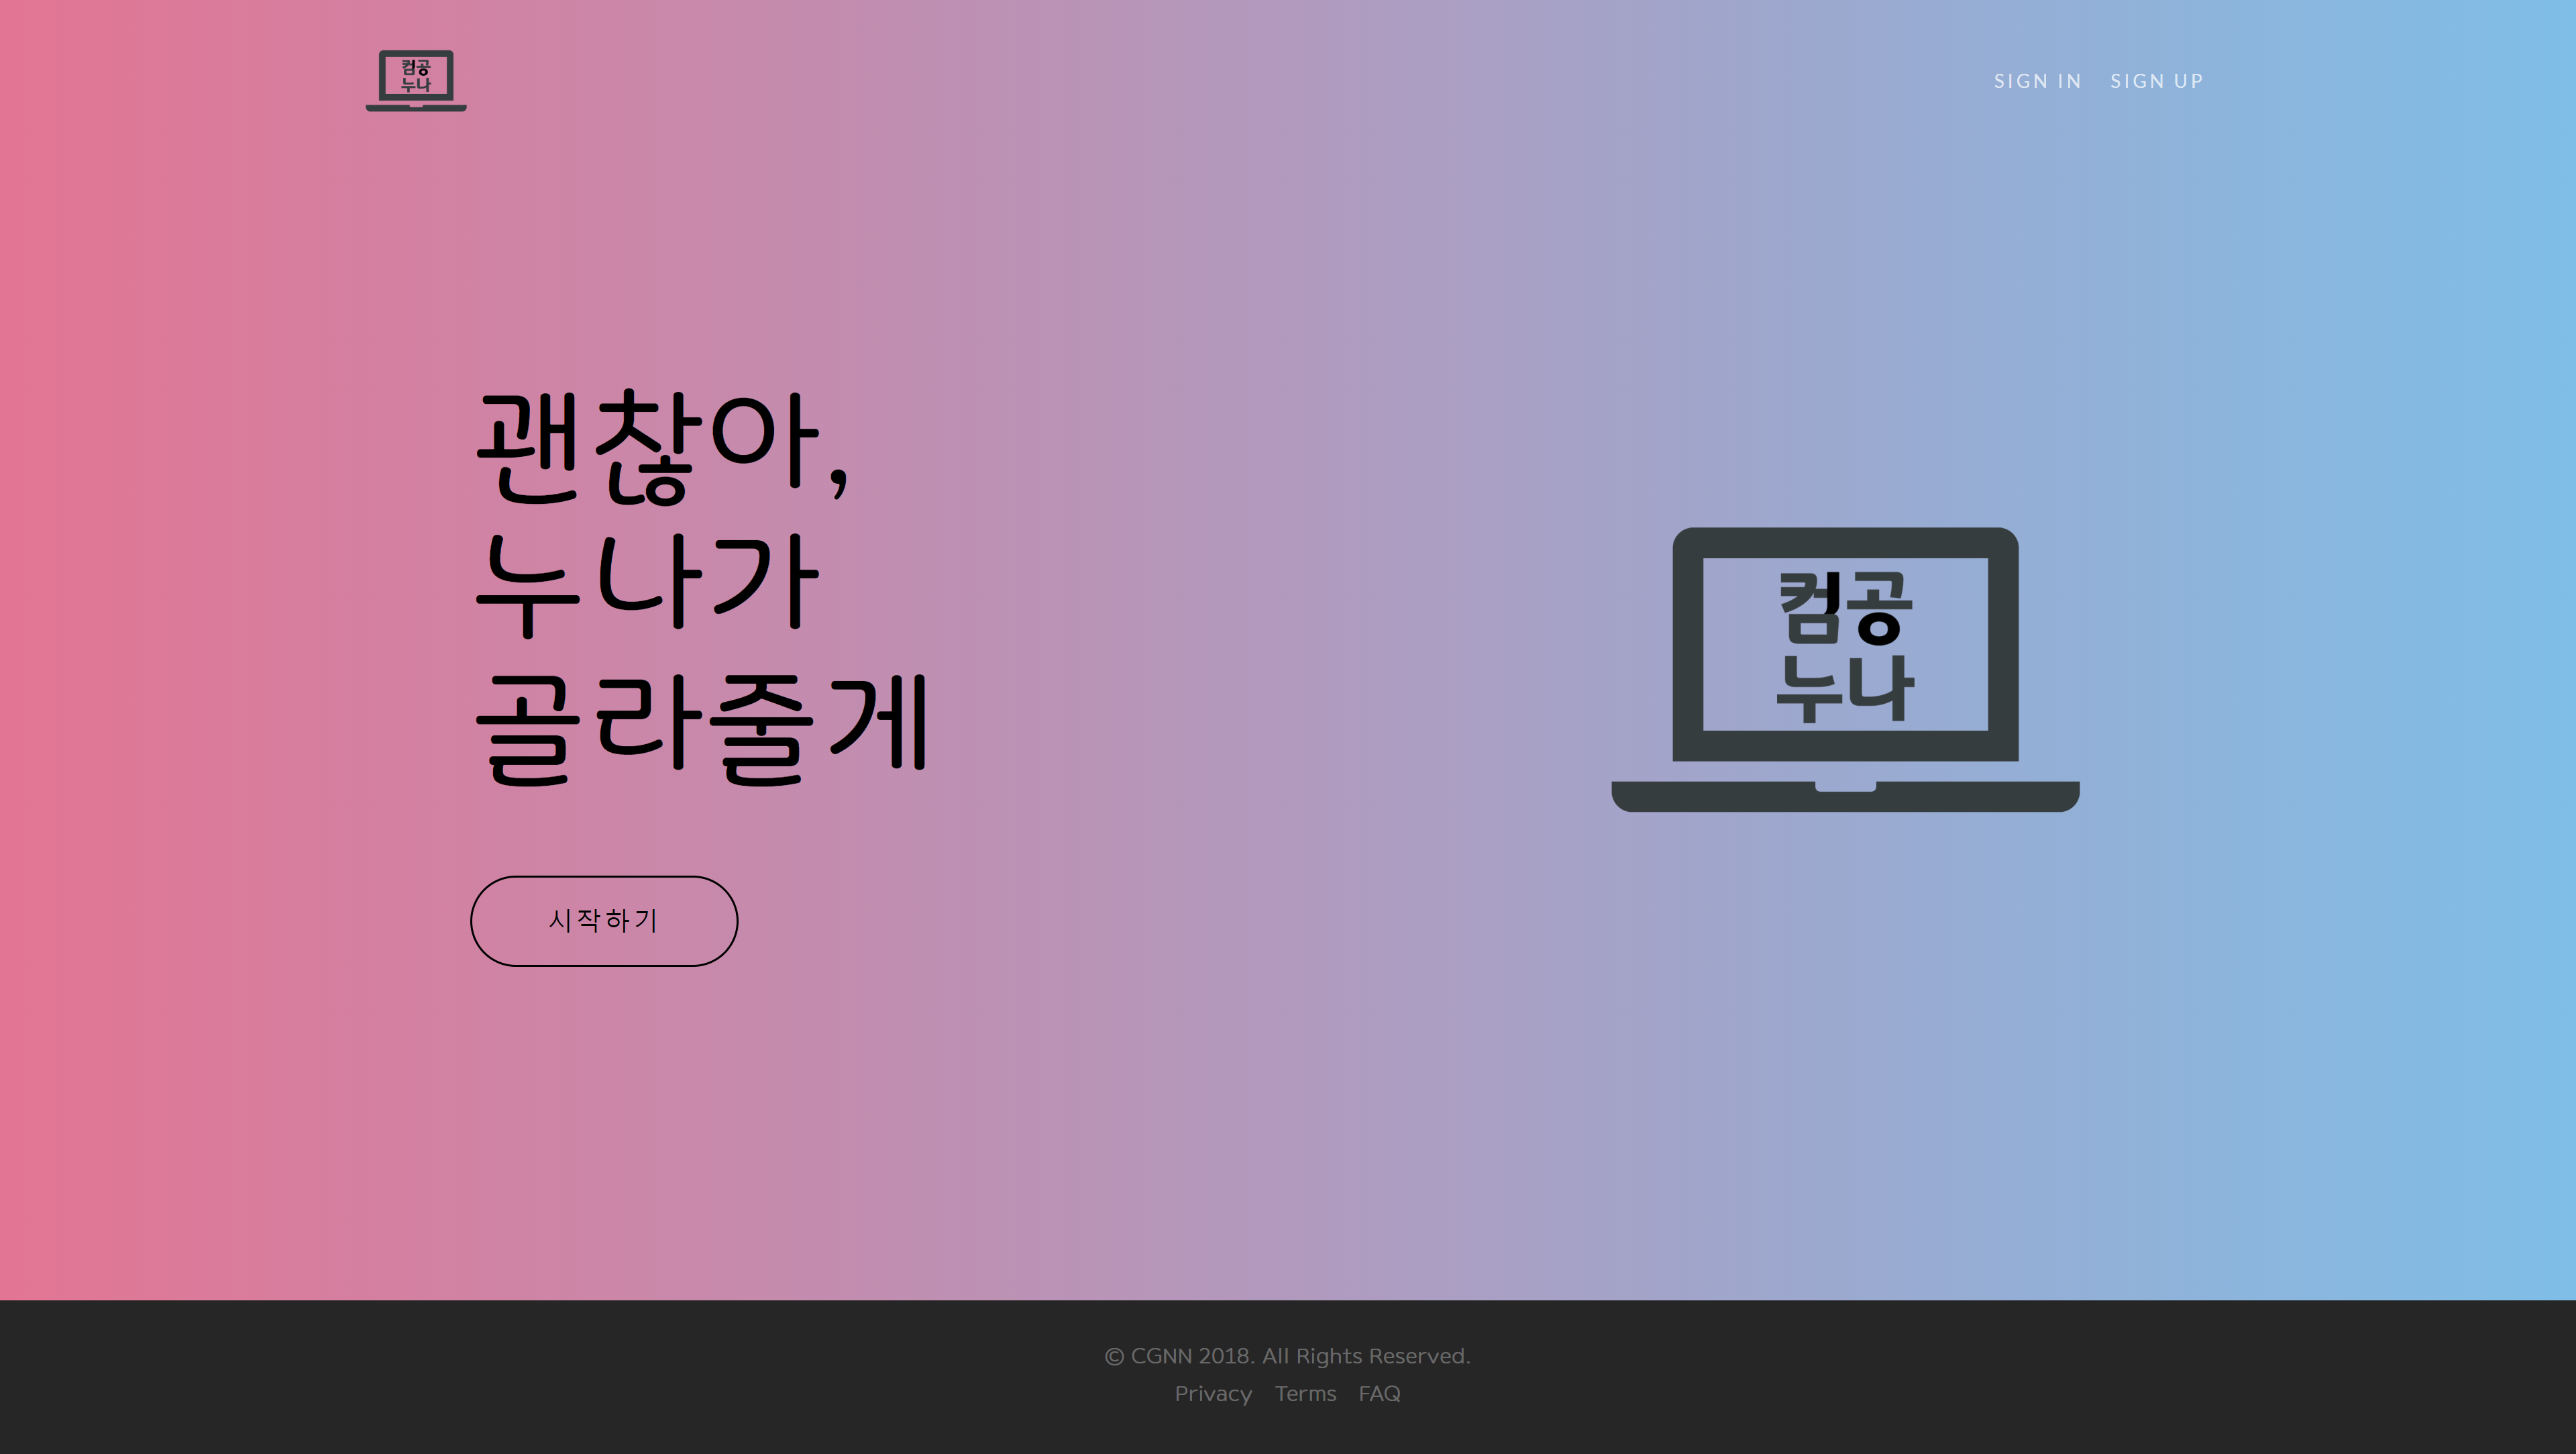 컴공
누나
SIGN IN SIGN UP
괜찮아,
누나가
골라줄게
시작하기
컴공
누나
© CGNN 2018. All Rights Reserved.
Privacy Terms FAQ